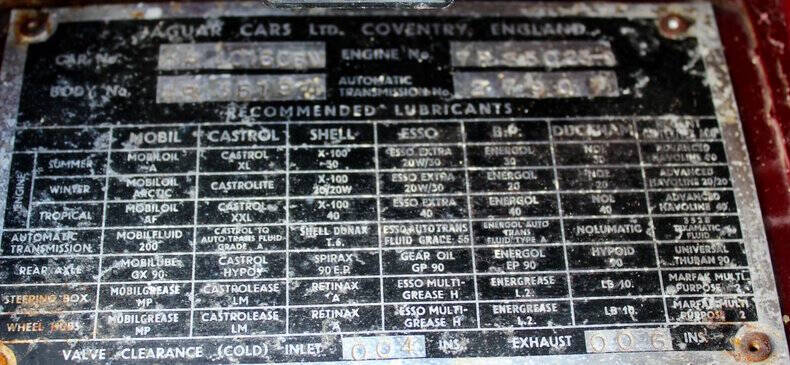 JAGUAR CARS LTD. COVENTRY, ENGLAND.
CAR No. ENGINE No.
BODY No. AUTOMATIC TRANSMISSION No.
RECOMMENDED LUBRICANTS
MOBIL CASTROL SHELL ESSO B.P. DUCKHAM
ENGINE
SUMMER MOBILOIL A CASTROL XL X-100 30 ESSO EXTRA 20W/30 ENERGOL 30 NOL 30 ADVANCED HAVOLINE 30
WINTER MOBILOIL ARCTIC CASTROLITE X-100 20/20W ESSO EXTRA 20W/30 ENERGOL 20 NOL 20 ADVANCED HAVOLINE 20/20
TROPICAL MOBILOIL AF CASTROL XXL X-100 40 ESSO EXTRA 40 ENERGOL 40 NOL 40 ADVANCED HAVOLINE 40
AUTOMATIC TRANSMISSION MOBILFLUID 200 CASTROL TQ AUTO TRANS FLUID GRADE A SHELL DONAX T.6. ESSO AUTO TRANS FLUID GRADE 55 ENERGOL AUTO TRANS FLUID TYPE A NOLUMATIC 3528 TEXAMATIC FLUID
REAR AXLE MOBILUBE GX 90 CASTROL HYPOY SPIRAX 90 E.P. GEAR OIL GP 90 ENERGOL EP 90 HYPOID 90 UNIVERSAL THUBAN 90
STEERING BOX MOBILGREASE MP CASTROLEASE LM RETINAX A ESSO MULTI-GREASE H ENERGREASE L.2. LB 10. MARFAK MULTI PURPOSE 2
WHEEL HUBS MOBILGREASE MP CASTROLEASE LM RETINAX A ESSO MULTI-GREASE H ENERGREASE L.2. LB 10. MARFAK MULTI PURPOSE 2
VALVE CLEARANCE (COLD) INLET 004 INS. EXHAUST 006 INS.